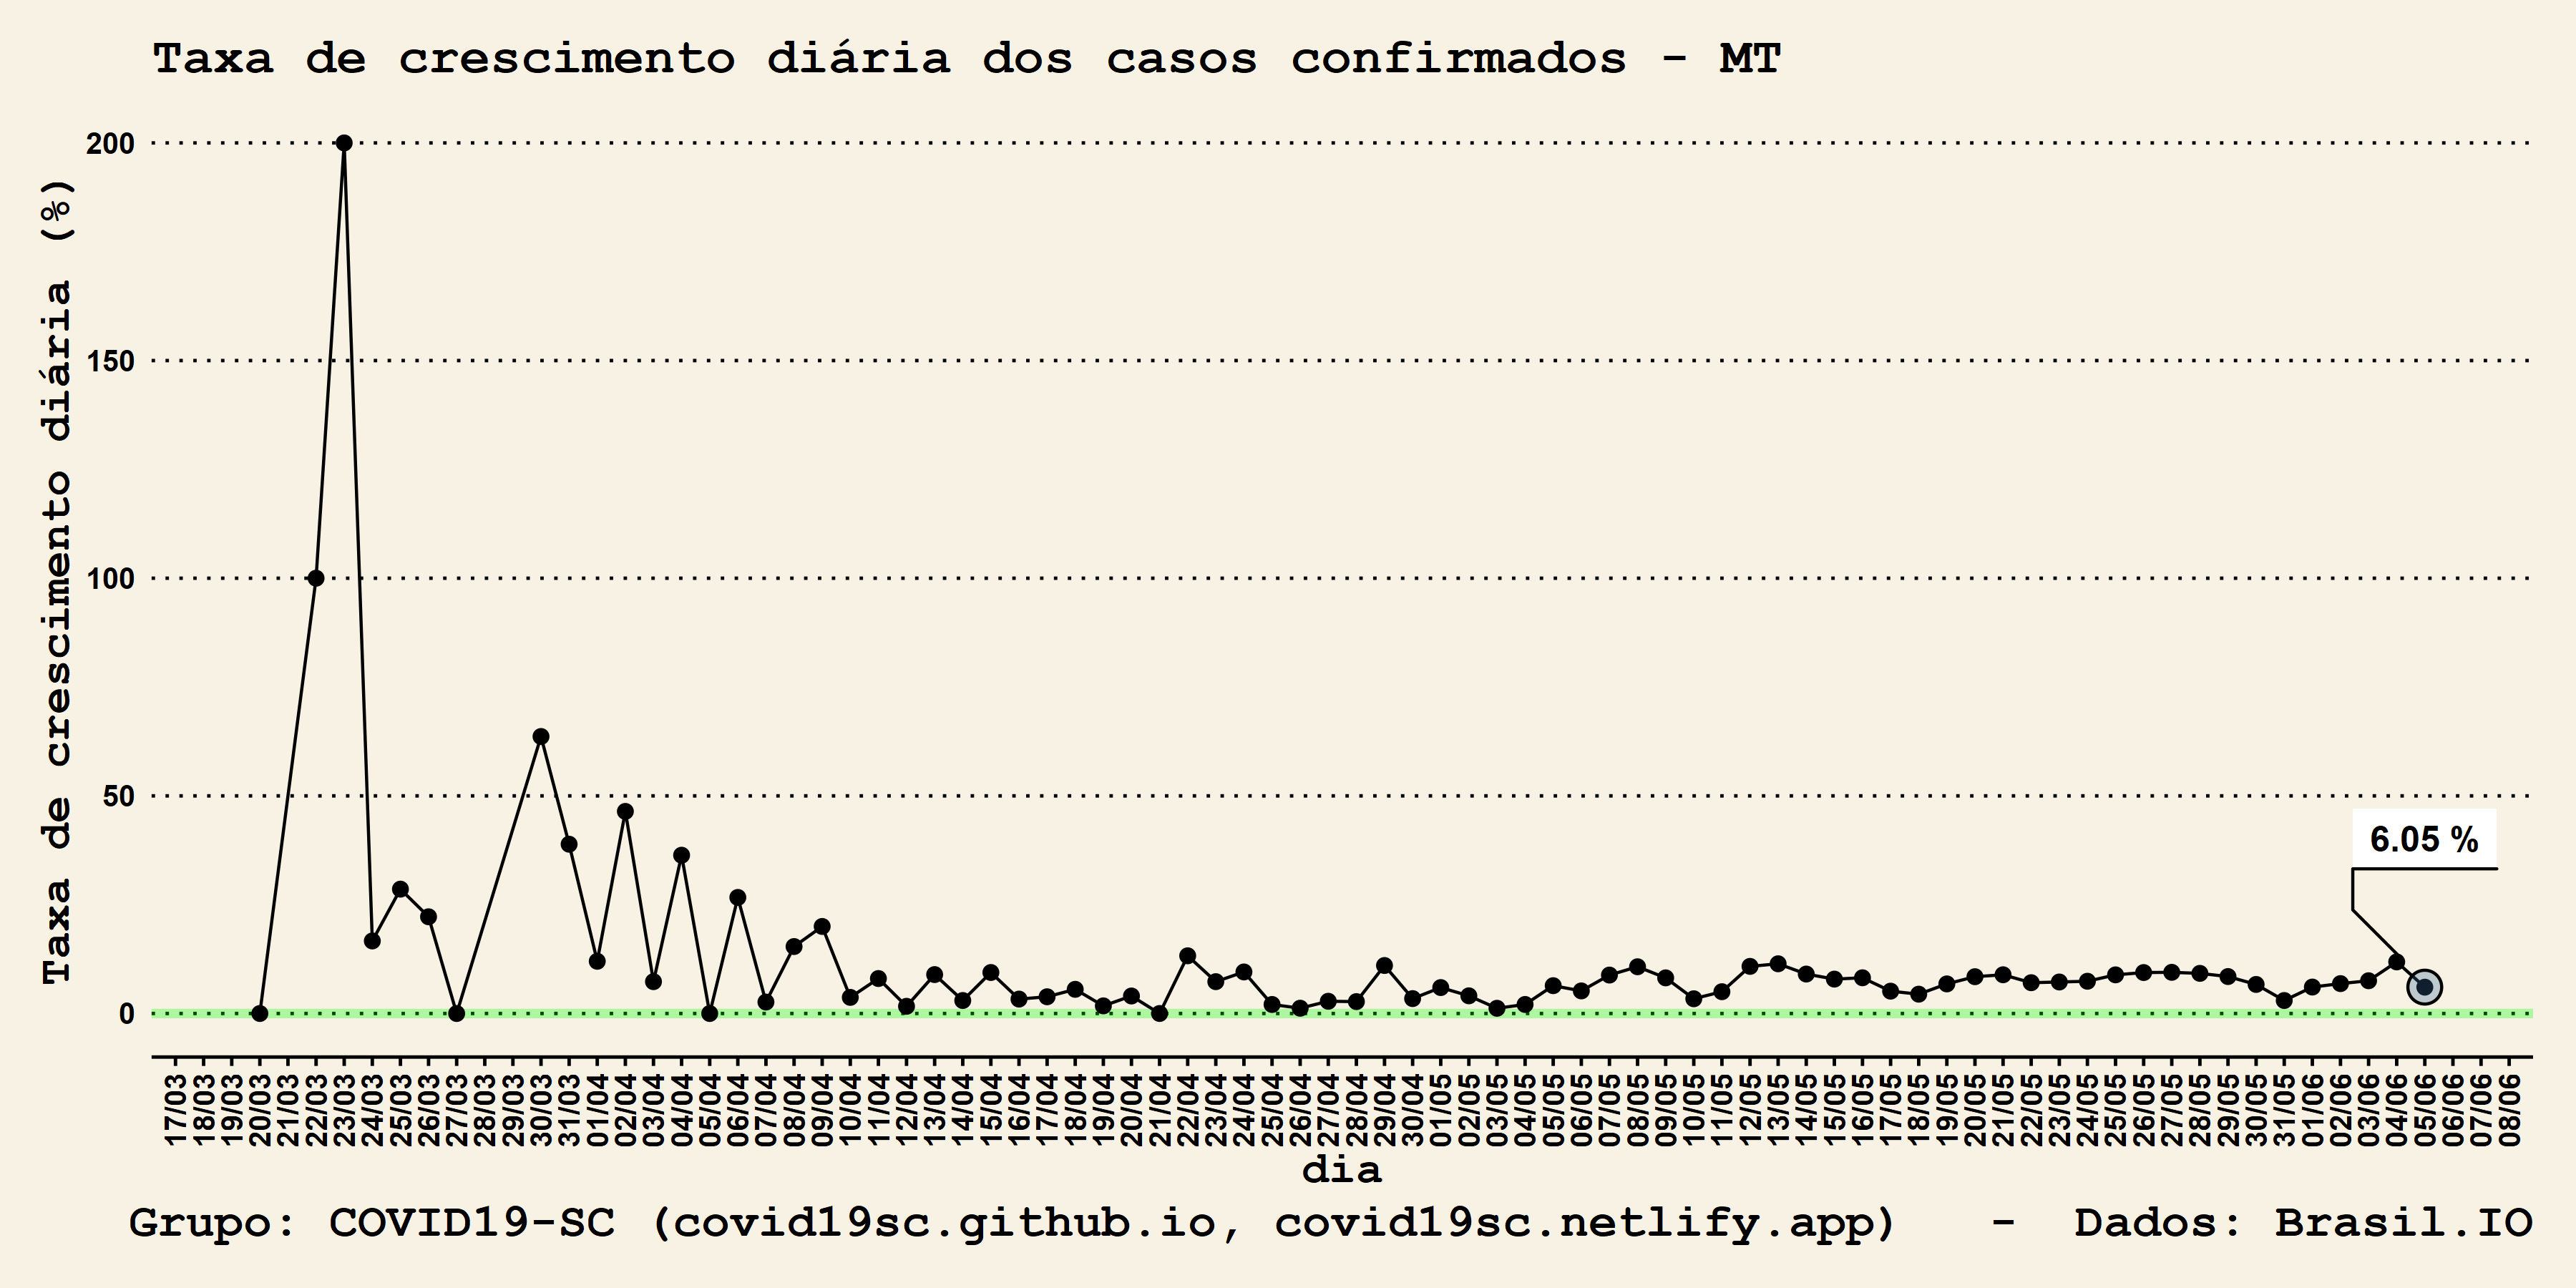 Taxa de crescimento diária dos casos confirmados - MT
Taxa de crescimento diária (%)
200
150
100
50
0
6.05 %
17/03 18/03 19/03 20/03 21/03 22/03 23/03 24/03 25/03 26/03 27/03 28/03 29/03 30/03 31/03 01/04 02/04 03/04 04/04 05/04 06/04 07/04 08/04 09/04 10/04 11/04 12/04 13/04 14/04 15/04 16/04 17/04 18/04 19/04 20/04 21/04 22/04 23/04 24/04 25/04 26/04 27/04 28/04 29/04 30/04 01/05 02/05 03/05 04/05 05/05 06/05 07/05 08/05 09/05 10/05 11/05 12/05 13/05 14/05 15/05 16/05 17/05 18/05 19/05 20/05 21/05 22/05 23/05 24/05 25/05 26/05 27/05 28/05 29/05 30/05 31/05 01/06 02/06 03/06 04/06 05/06 06/06 07/06 08/06
dia
Grupo: COVID19-SC (covid19sc.github.io, covid19sc.netlify.app) - Dados: Brasil.IO